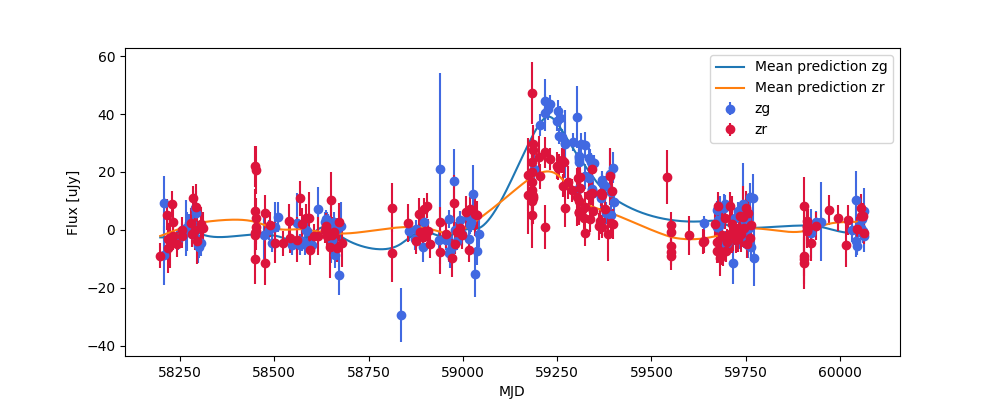 60
40
20
0
−20
−40
Flux [uJy]
58250
58500
58750
59000
59250
59500
59750
60000
MJD
Mean prediction zg
Mean prediction zr
zg
zr